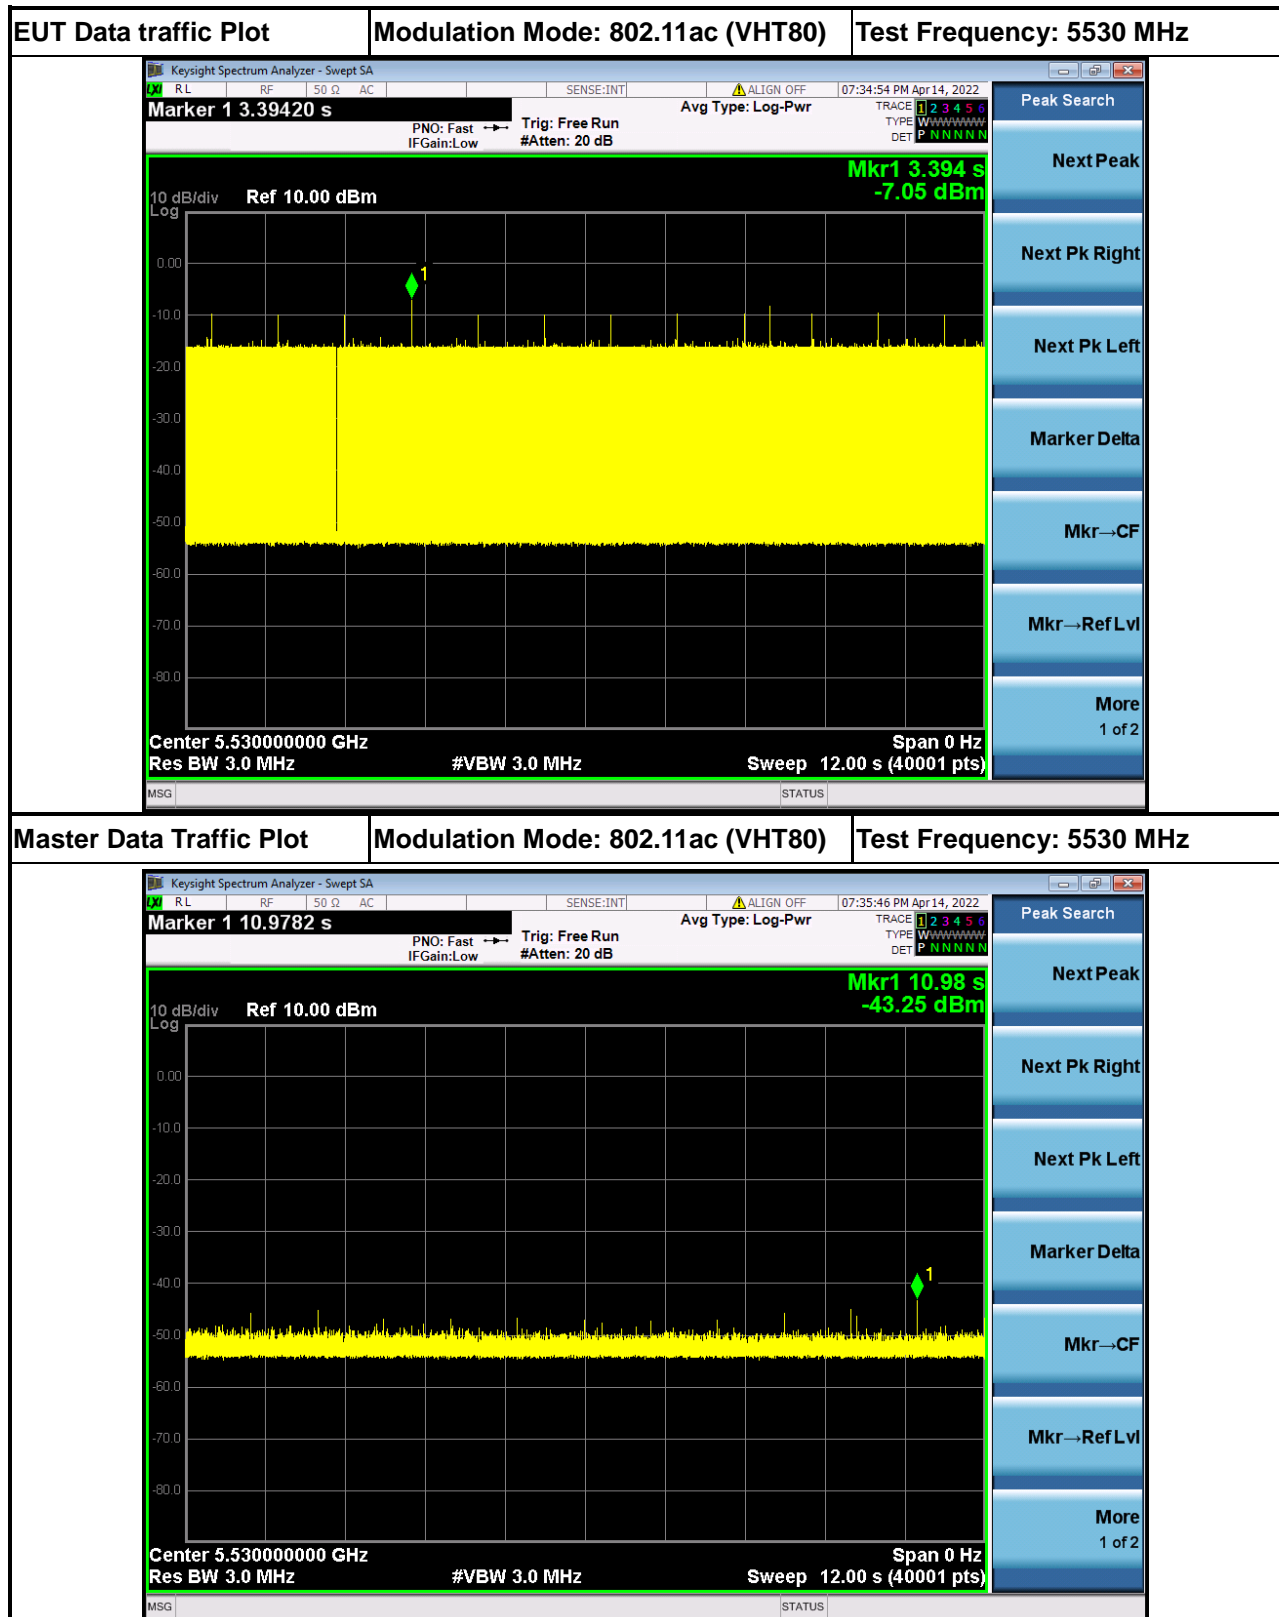 EUT Data traffic Plot Modulation Mode: 802.11ac (VHT80) Test Frequency: 5530 MHz
Keysight Spectrum Analyzer - Swept SA
LXI RL RF 50 Ω AC SENSE:INT ALIGN OFF 07:34:54 PM Apr 14, 2022
Marker 1 3.39420 s
PNO: Fast
IFGain:Low
Trig: Free Run
#Atten: 20 dB
Avg Type: Log-Pwr
TRACE 1 2 3 4 5 6
TYPE WWWWWW
DET P N N N N N
Mkr1 3.394 s
-7.05 dBm
10 dB/div Ref 10.00 dBm
Log
0.00
-10.0
-20.0
-30.0
-40.0
-50.0
-60.0
-70.0
-80.0
1
Center 5.530000000 GHz Span 0 Hz
Res BW 3.0 MHz #VBW 3.0 MHz Sweep 12.00 s (40001 pts)
MSG STATUS
Peak Search
Next Peak
Next Pk Right
Next Pk Left
Marker Delta
Mkr→CF
Mkr→Ref Lvl
More
1 of 2
Master Data Traffic Plot Modulation Mode: 802.11ac (VHT80) Test Frequency: 5530 MHz
Keysight Spectrum Analyzer - Swept SA
LXI RL RF 50 Ω AC SENSE:INT ALIGN OFF 07:35:46 PM Apr 14, 2022
Marker 1 10.9782 s
PNO: Fast
IFGain:Low
Trig: Free Run
#Atten: 20 dB
Avg Type: Log-Pwr
TRACE 1 2 3 4 5 6
TYPE WWWWWW
DET P N N N N N
Mkr1 10.98 s
-43.25 dBm
10 dB/div Ref 10.00 dBm
Log
0.00
-10.0
-20.0
-30.0
-40.0
-50.0
-60.0
-70.0
-80.0
1
Center 5.530000000 GHz Span 0 Hz
Res BW 3.0 MHz #VBW 3.0 MHz Sweep 12.00 s (40001 pts)
MSG STATUS
Peak Search
Next Peak
Next Pk Right
Next Pk Left
Marker Delta
Mkr→CF
Mkr→Ref Lvl
More
1 of 2